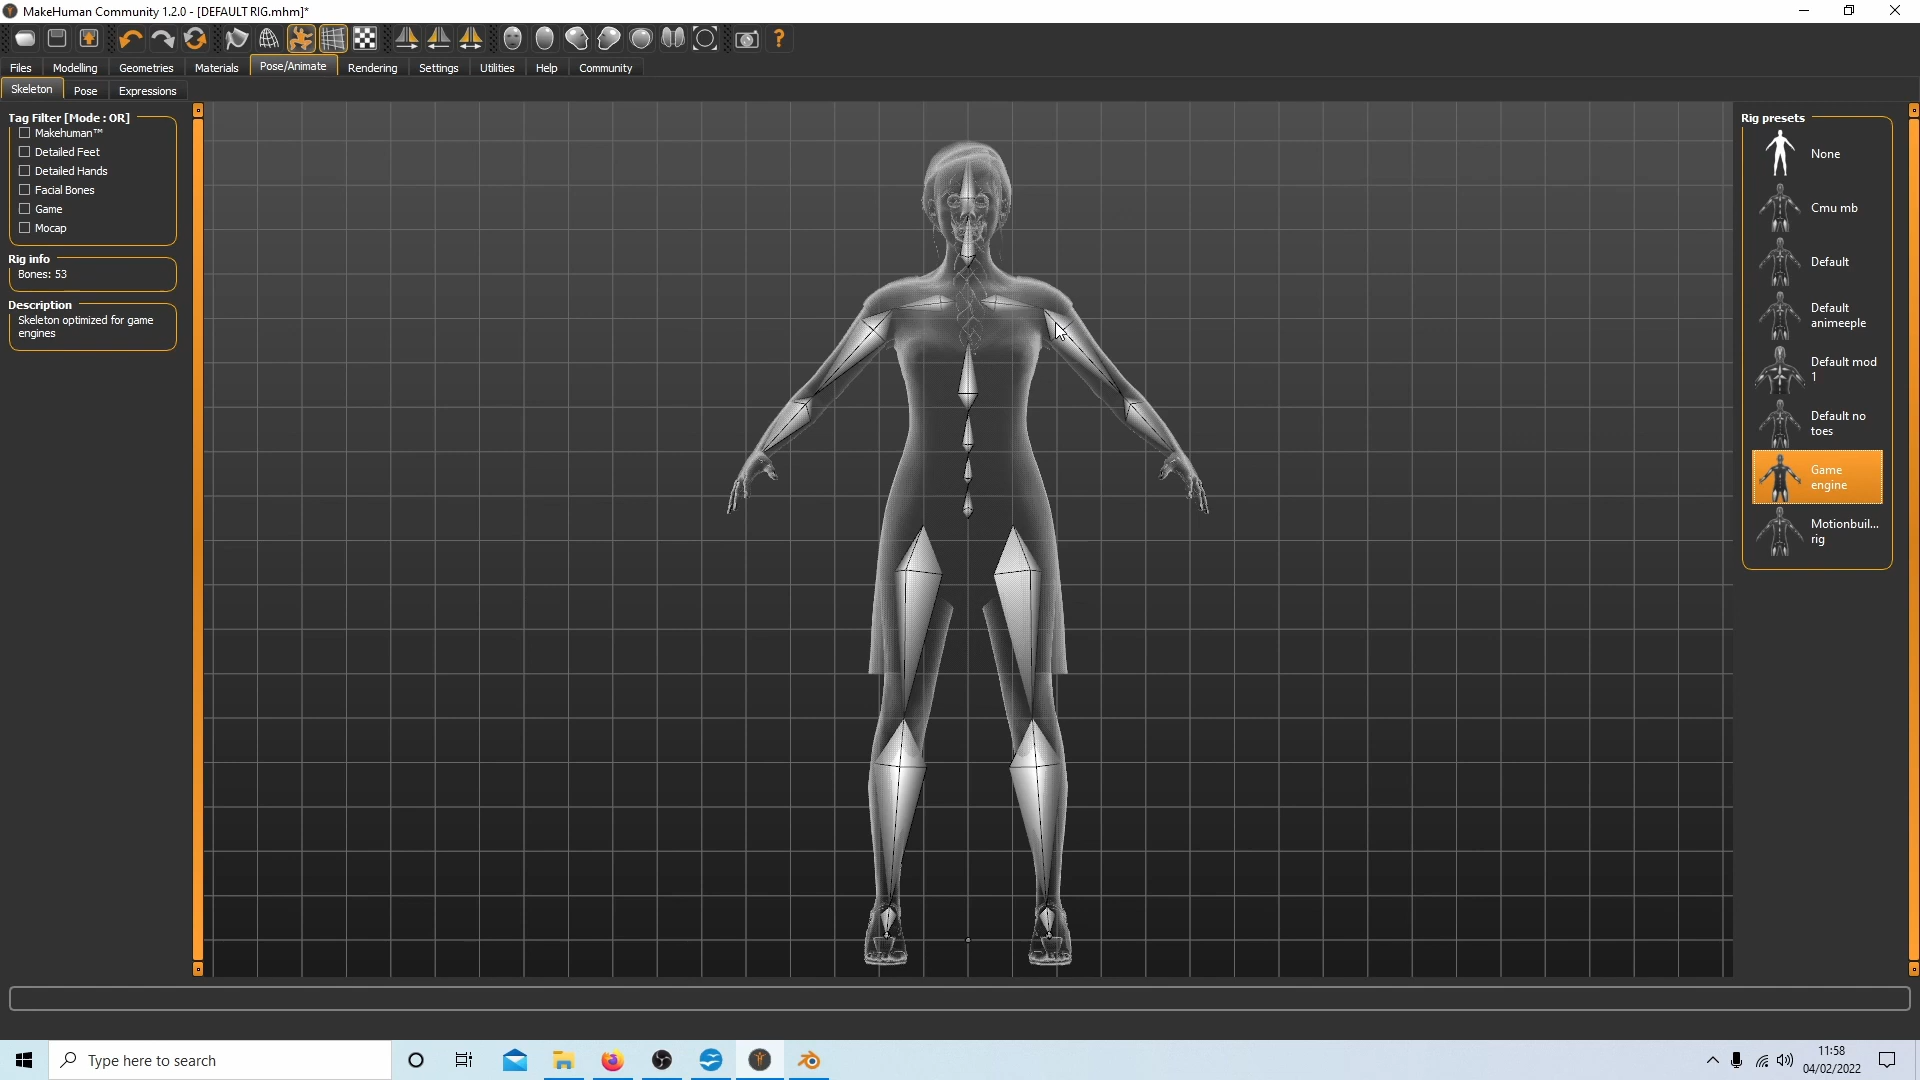 MakeHuman Community 1.2.0 - [DEFAULT RIG.mhm]*
Files Modelling Geometries Materials Pose/Animate Rendering Settings Utilities Help Community
Skeleton Pose Expressions
Tag Filter [Mode : OR]
Makehuman™
Detailed Feet
Detailed Hands
Facial Bones
Game
Mocap
Rig info
Bones: 53
Description
Skeleton optimized for game
engines
Rig presets
None
Cmu mb
Default
Default
animeeple
Default mod
1
Default no
toes
Game
engine
Motionbuil...
rig
Type here to search
11:58
04/02/2022